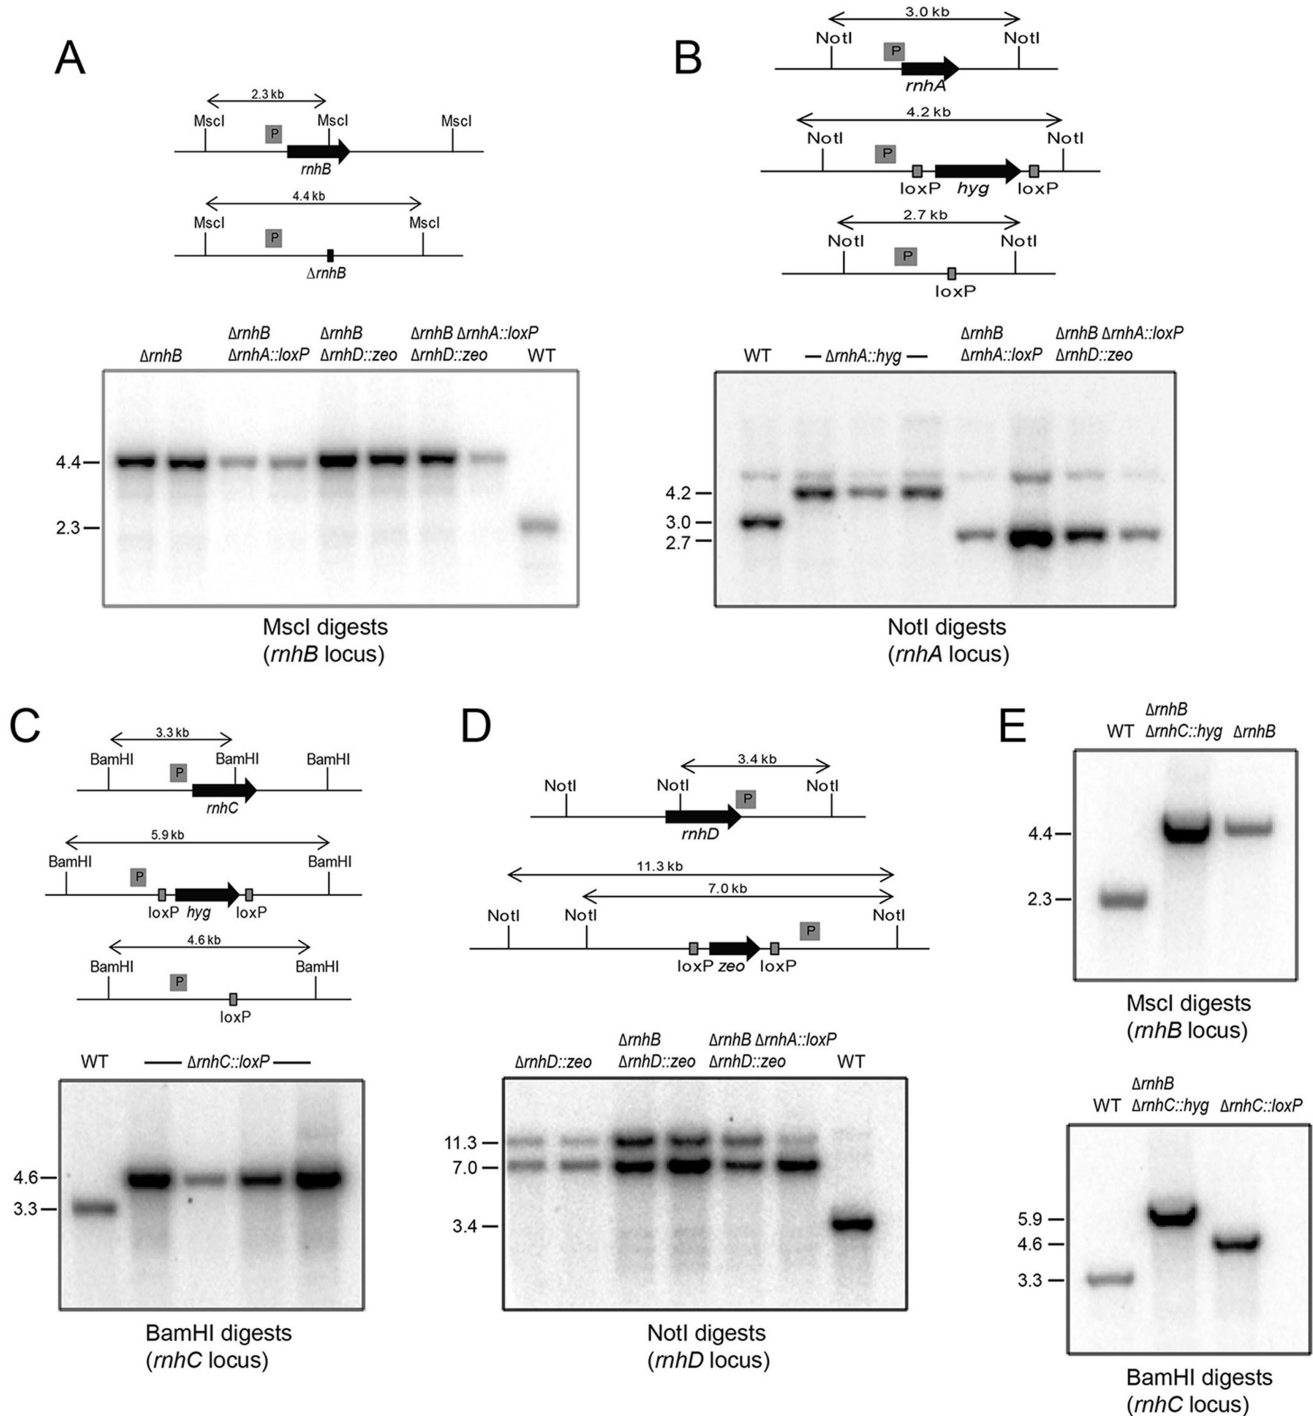 A
2.3 kb
MscI MscI MscI
P
rnhB
4.4 kb
MscI MscI
P
ΔrnhB
ΔrnhB ΔrnhB ΔrnhB ΔrnhA::loxP
ΔrnhB ΔrnhA::loxP ΔrnhD::zeo ΔrnhD::zeo WT
4.4
2.3
MscI digests
(rnhB locus)
B
3.0 kb
NotI NotI
P
rnhA
4.2 kb
NotI NotI
P
loxP hyg loxP
2.7 kb
NotI NotI
P
loxP
ΔrnhB ΔrnhB ΔrnhA::loxP
WT ΔrnhA::hyg ΔrnhA::loxP ΔrnhD::zeo
4.2
3.0
2.7
NotI digests
(rnhA locus)
C
3.3 kb
BamHI BamHI BamHI
P
rnhC
5.9 kb
BamHI BamHI
P
loxP hyg loxP
4.6 kb
BamHI BamHI
P
loxP
WT ΔrnhC::loxP
4.6
3.3
BamHI digests
(rnhC locus)
D
3.4 kb
NotI NotI NotI
P
rnhD
11.3 kb
7.0 kb
NotI NotI NotI
P
loxP zeo loxP
ΔrnhB ΔrnhB ΔrnhA::loxP
ΔrnhD::zeo ΔrnhD::zeo ΔrnhD::zeo WT
11.3
7.0
3.4
NotI digests
(rnhD locus)
E
ΔrnhB
WT ΔrnhC::hyg ΔrnhB
4.4
2.3
MscI digests
(rnhB locus)
ΔrnhB
WT ΔrnhC::hyg ΔrnhC::loxP
5.9
4.6
3.3
BamHI digests
(rnhC locus)